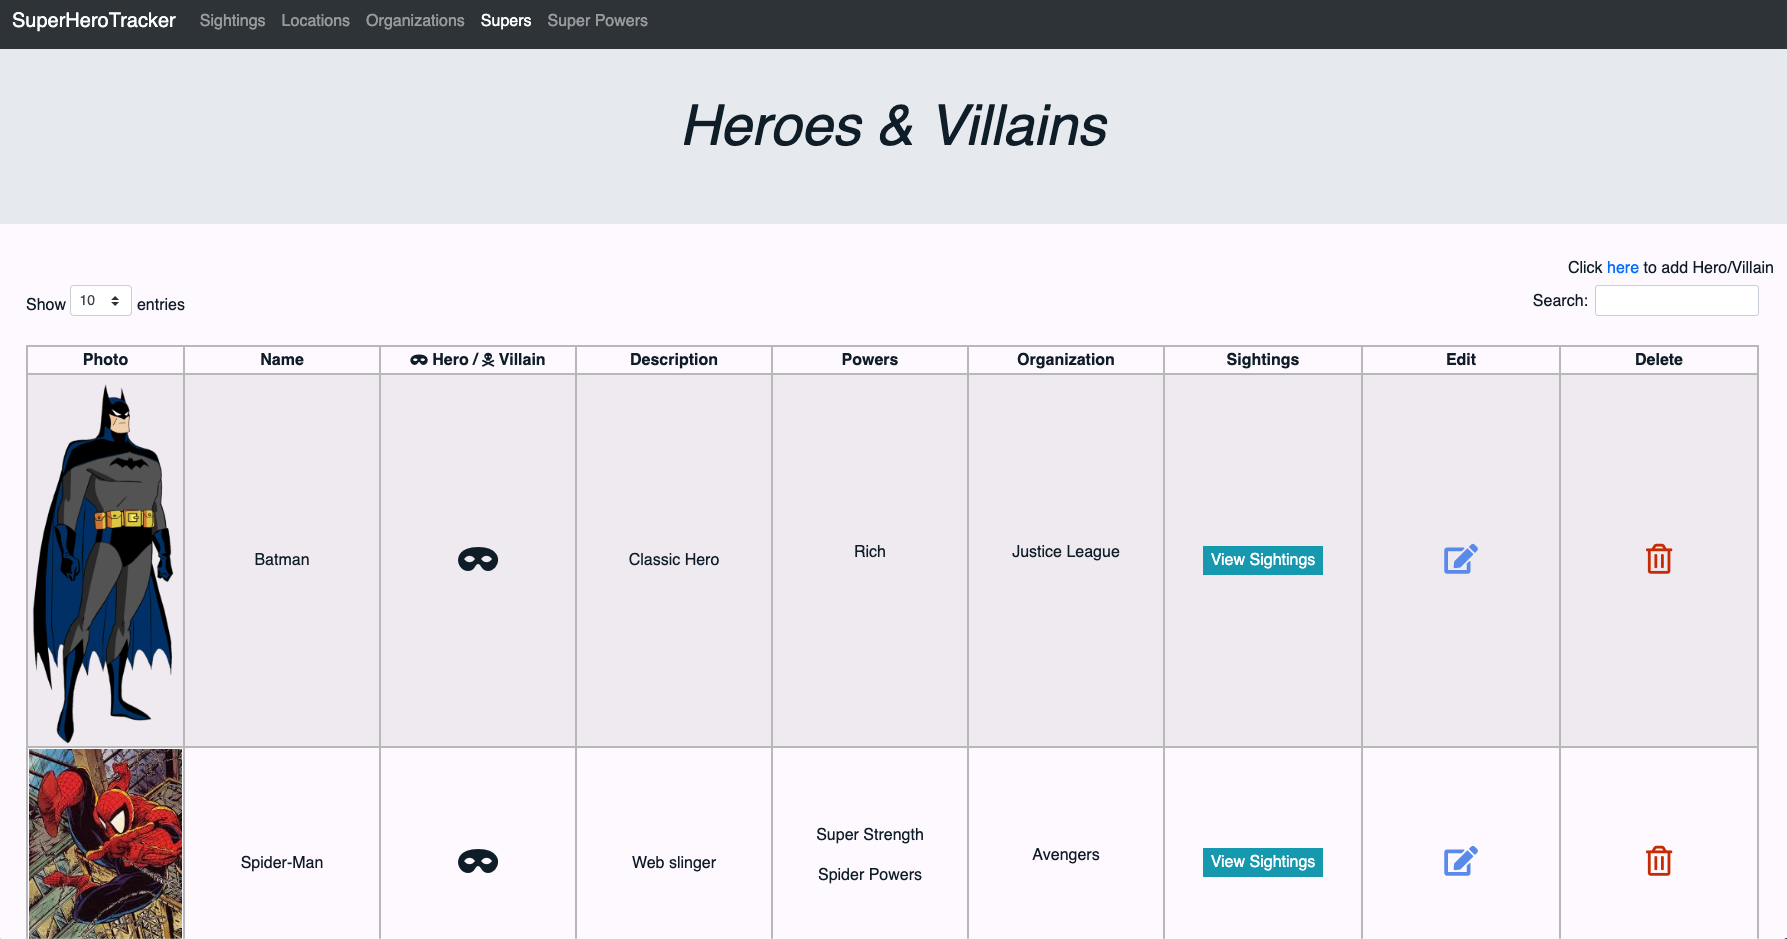 SuperHeroTracker Sightings Locations Organizations Supers Super Powers
Heroes & Villains
Click here to add Hero/Villain
Show 10 entries Search:
Photo Name Hero / Villain Description Powers Organization Sightings Edit Delete
Batman Classic Hero Rich Justice League View Sightings
Spider-Man Web slinger Super Strength Avengers View Sightings
Spider Powers